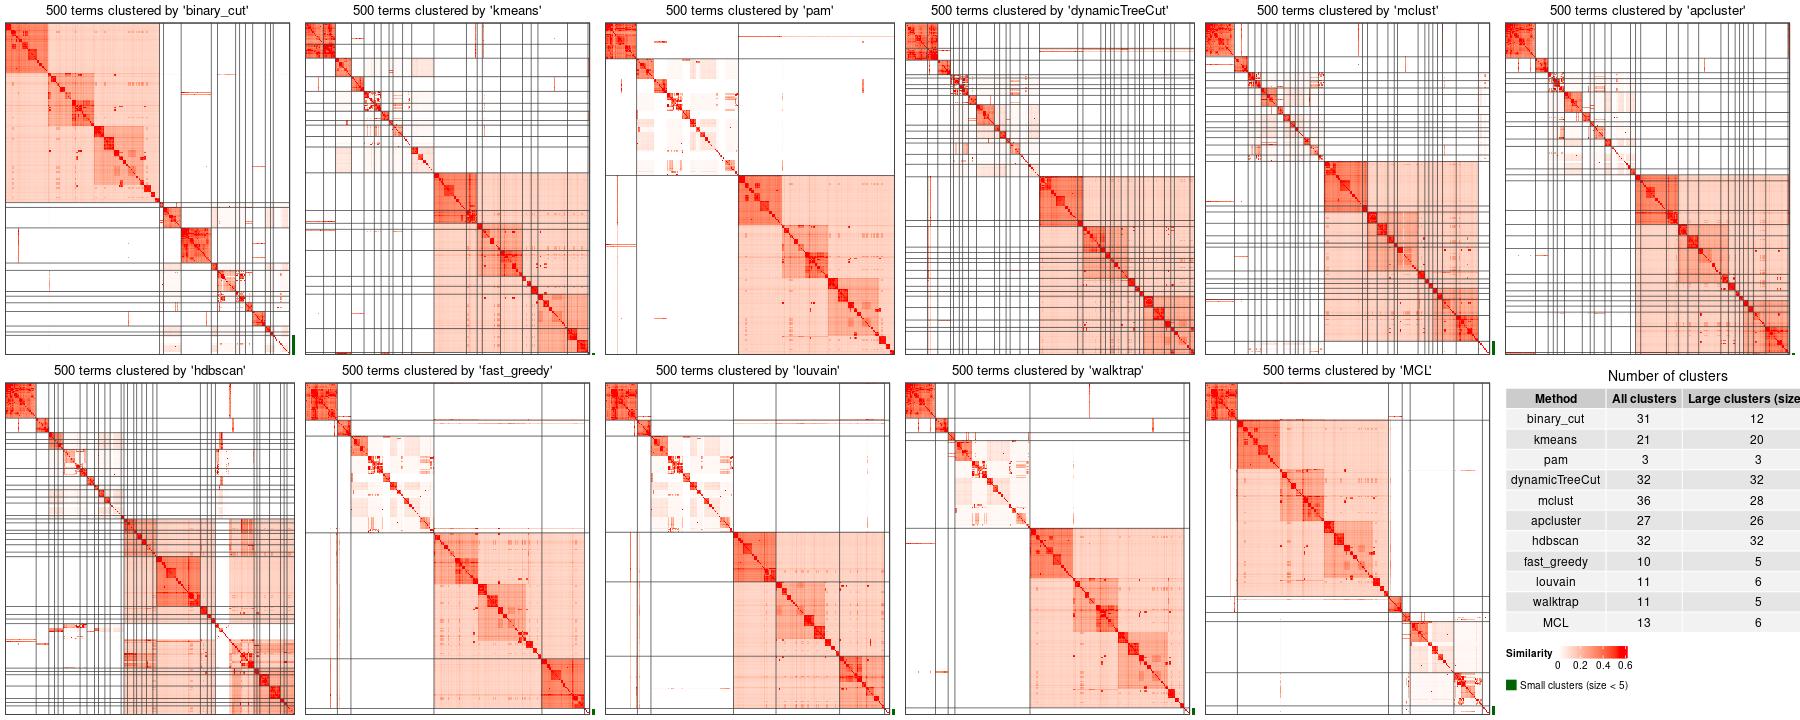 500 terms clustered by 'binary_cut'
500 terms clustered by 'kmeans'
500 terms clustered by 'pam'
500 terms clustered by 'dynamicTreeCut'
500 terms clustered by 'mclust'
500 terms clustered by 'apcluster'
500 terms clustered by 'hdbscan'
500 terms clustered by 'fast_greedy'
500 terms clustered by 'louvain'
500 terms clustered by 'walktrap'
500 terms clustered by 'MCL'
Number of clusters
Method All clusters Large clusters (size
binary_cut 31 12
kmeans 21 20
pam 3 3
dynamicTreeCut 32 32
mclust 36 28
apcluster 27 26
hdbscan 32 32
fast_greedy 10 5
louvain 11 6
walktrap 11 5
MCL 13 6
Similarity
0 0.2 0.4 0.6
Small clusters (size < 5)